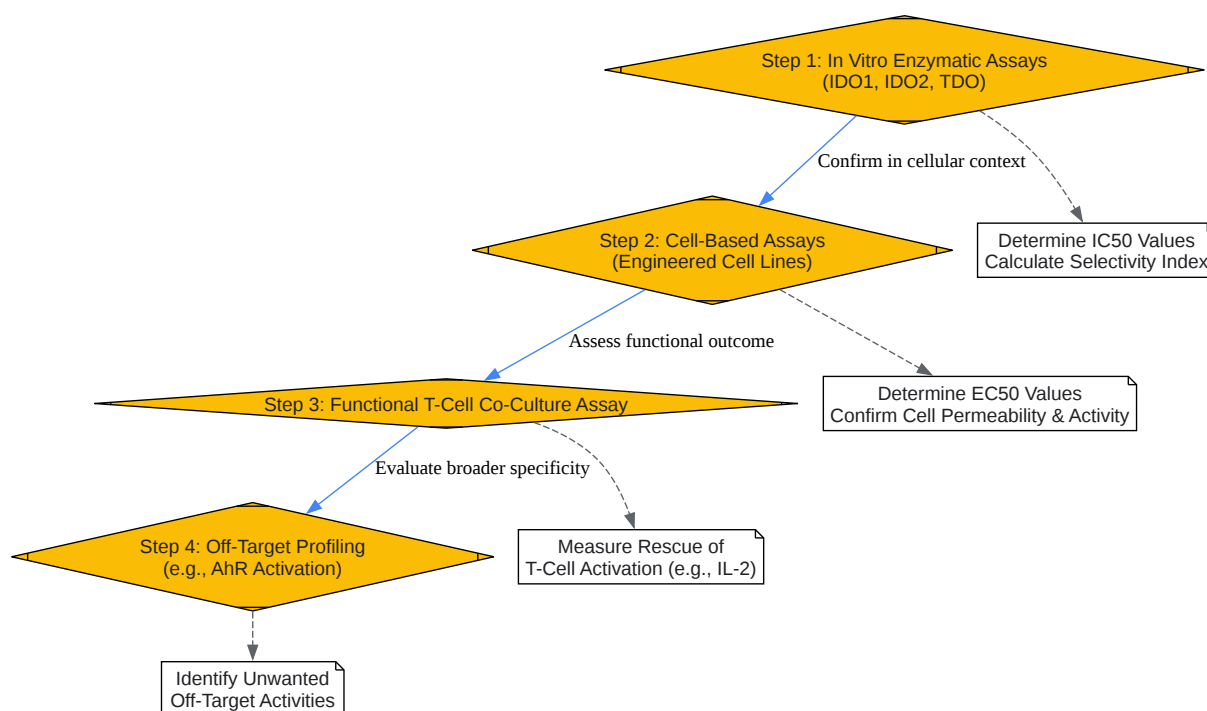 Step 1: In Vitro Enzymatic Assays
(IDO1, IDO2, TDO)
Confirm in cellular context
Step 2: Cell-Based Assays
(Engineered Cell Lines)
Determine IC50 Values
Calculate Selectivity Index
Assess functional outcome
Step 3: Functional T-Cell Co-Culture Assay
Determine EC50 Values
Confirm Cell Permeability & Activity
Evaluate broader specificity
Step 4: Off-Target Profiling
(e.g., AhR Activation)
Measure Rescue of
T-Cell Activation (e.g., IL-2)
Identify Unwanted
Off-Target Activities